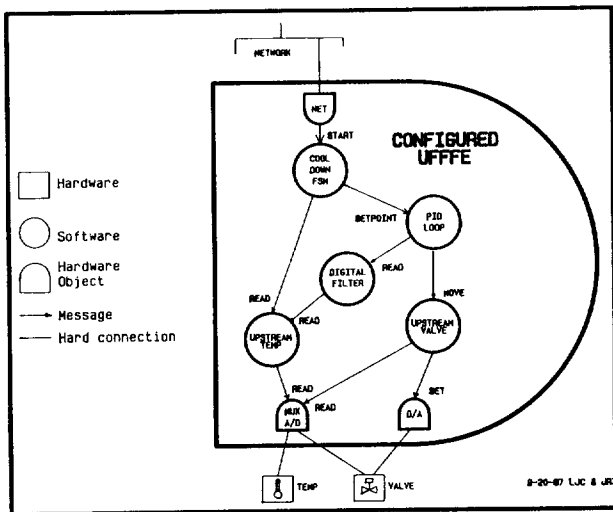 NETWORK
NET
START
CONFIGURED
UFFFE
COOL
DOWN
FSM
Hardware
SETPOINT
PID
LOOP
Software
DIGITAL
FILTER
READ
Hardware
Object
READ
MOVE
READ
UPSTREAM
TEMP
UPSTREAM
VALVE
Message
Hard connection
READ
SET
MUX
A/D
READ
D/A
TEMP
VALVE
LJC &